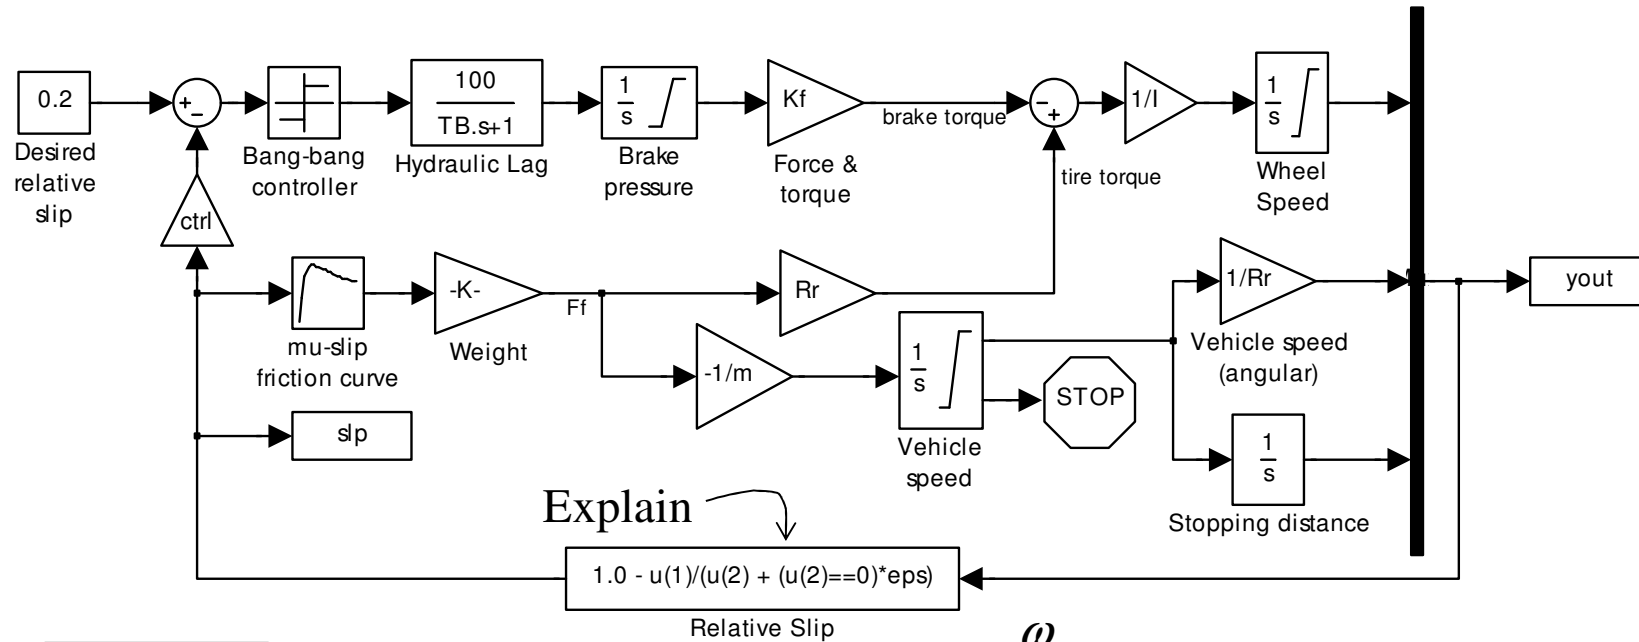 0.2
Desired
relative
slip
+
−
ctrl
Bang-bang
controller
100
TB.s+1
Hydraulic Lag
1
s
Brake
pressure
Kf
Force &
torque
brake torque
−
+
tire torque
1/I
1
s
Wheel
Speed
mu-slip
friction curve
-K-
Weight
Ff
Rr
-1/m
1
s
Vehicle
speed
STOP
1/Rr
Vehicle speed
(angular)
1
s
Stopping distance
yout
slp
Explain
1.0 - u(1)/(u(2) + (u(2)==0)*eps)
Relative Slip
ω